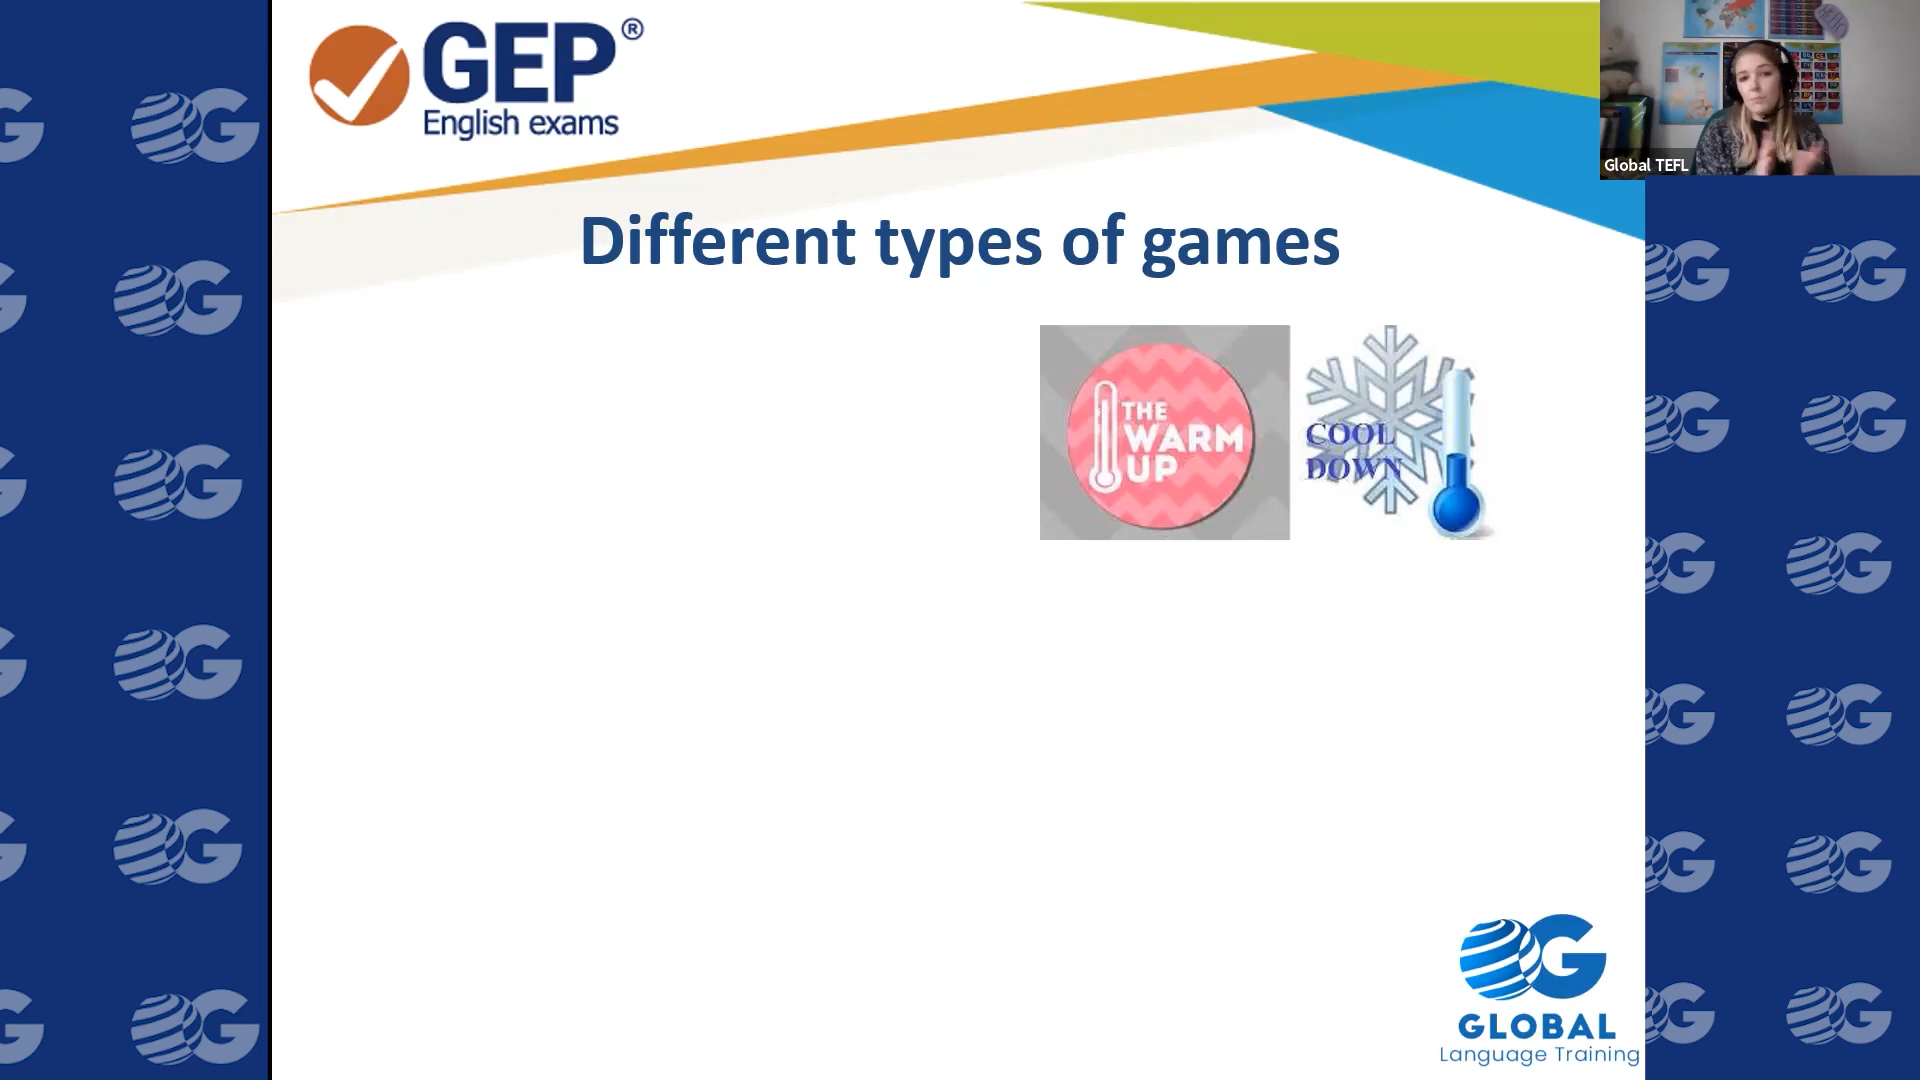 GEP®
English exams
Global TEFL
Different types of games
THE
WARM
UP
COOL
DOWN
GLOBAL
Language Training